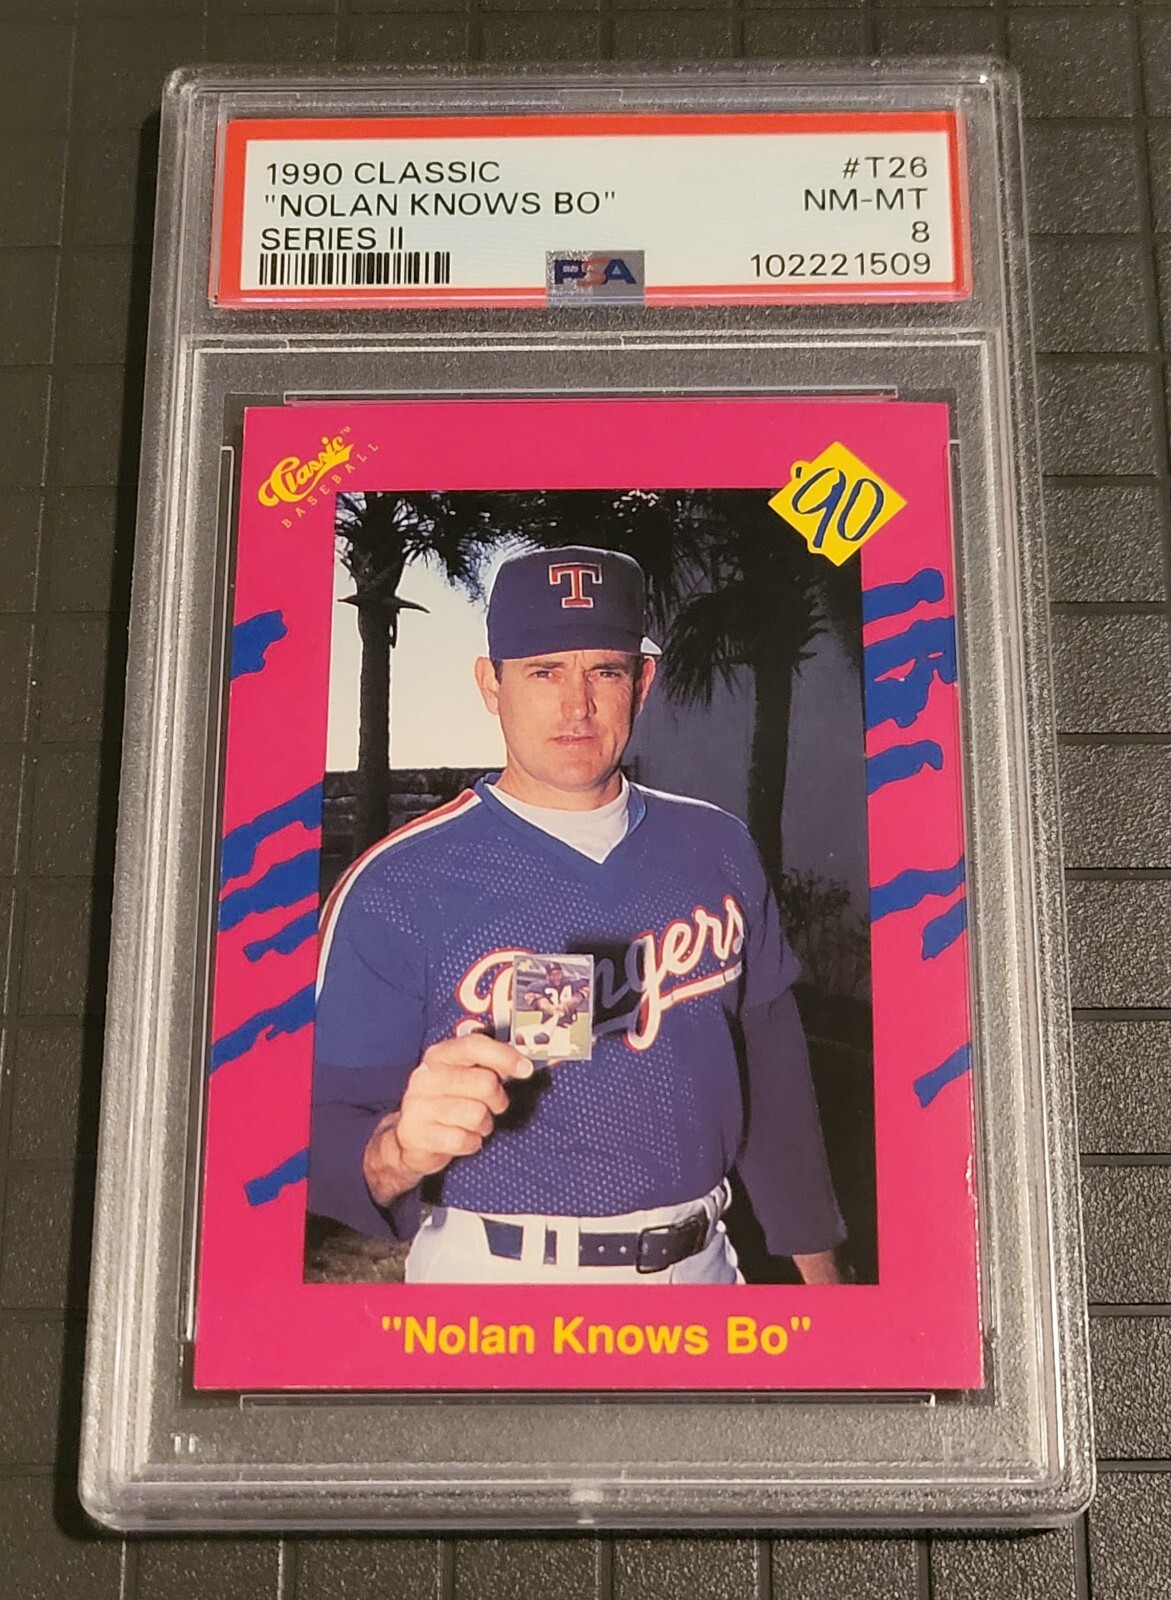 1990 CLASSIC #T26
"NOLAN KNOWS BO" NM-MT
SERIES II 8
PSA 102221509
Classic™
BASEBALL
'90
T
Rangers
34
"Nolan Knows Bo"